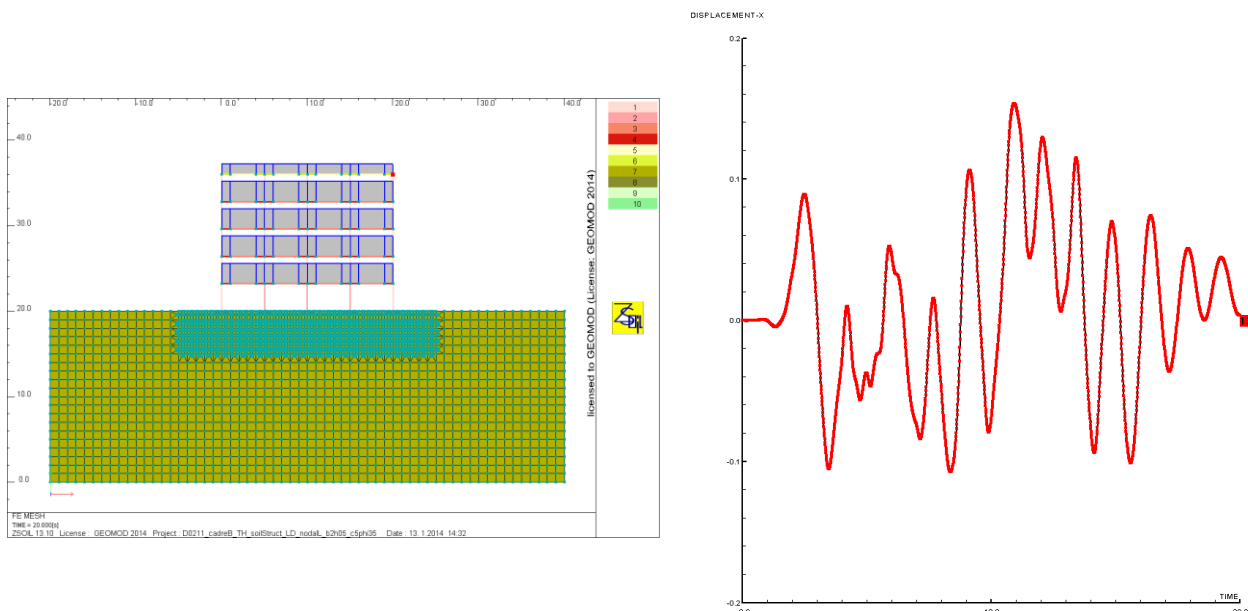 DISPLACEMENT-X
-20.0 -10.0 0.0 10.0 20.0 30.0 40.0
40.0
30.0
20.0
10.0
0.0
1
2
3
4
5
6
7
8
9
10
licensed to GEOMOD (License: GEOMOD 2014)
FE MESH
TIME = 20.000[s]
ZSOIL 13.10 License : GEOMOD 2014 Project : D0211_cadreB_TH_soilStruct_LD_nodalL_b2h05_c5phi35 Date : 13.1.2014 14:32
0.2
0.1
0.0
-0.1
-0.2
TIME